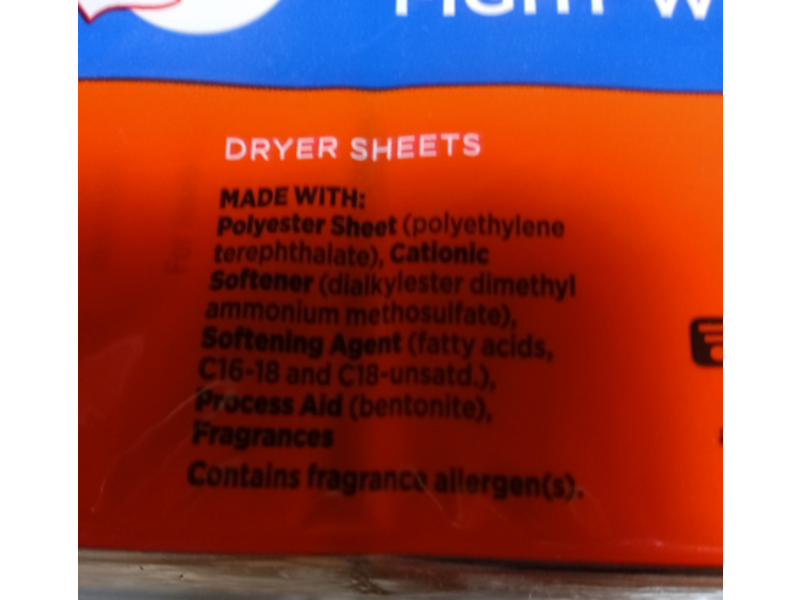 FIGHT W
DRYER SHEETS
MADE WITH:
Polyester Sheet (polyethylene
terephthalate), Cationic
Softener (dialkylester dimethyl
ammonium methosulfate),
Softening Agent (fatty acids,
C16-18 and C18-unsatd.),
Process Aid (bentonite),
Fragrances
Contains fragrance allergen(s).